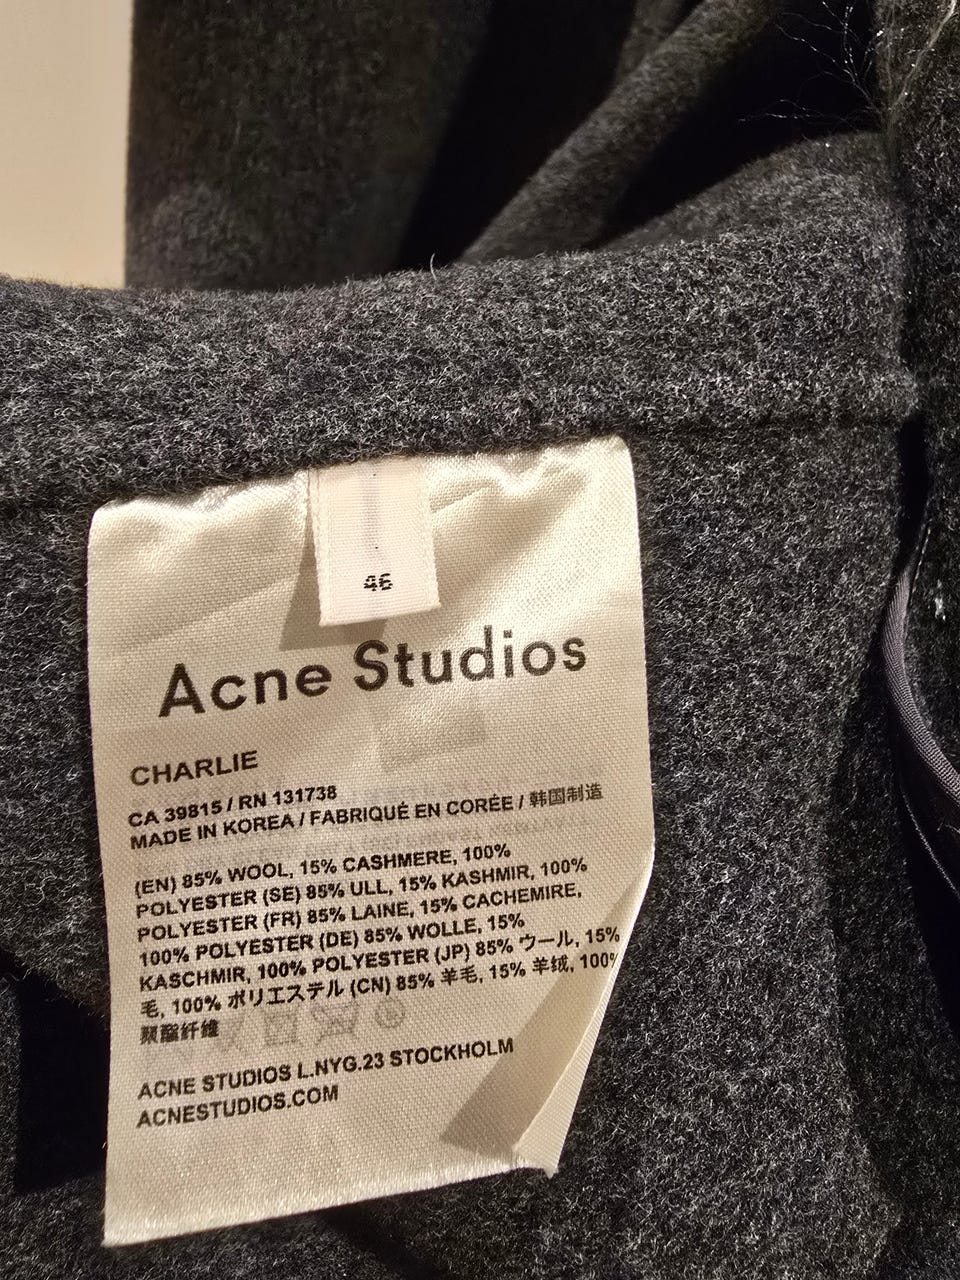 46
Acne Studios
CHARLIE
CA 39815 / RN 131738
MADE IN KOREA / FABRIQUÉ EN CORÉE / 韩国制造
(EN) 85% WOOL, 15% CASHMERE, 100%
POLYESTER (SE) 85% ULL, 15% KASHMIR, 100%
POLYESTER (FR) 85% LAINE, 15% CACHEMIRE,
100% POLYESTER (DE) 85% WOLLE, 15%
KASCHMIR, 100% POLYESTER (JP) 85% ウール, 15%
毛, 100% ポリエステル (CN) 85% 羊毛, 15% 羊绒, 100%
聚酯纤维
ACNE STUDIOS L.NYG.23 STOCKHOLM
ACNESTUDIOS.COM